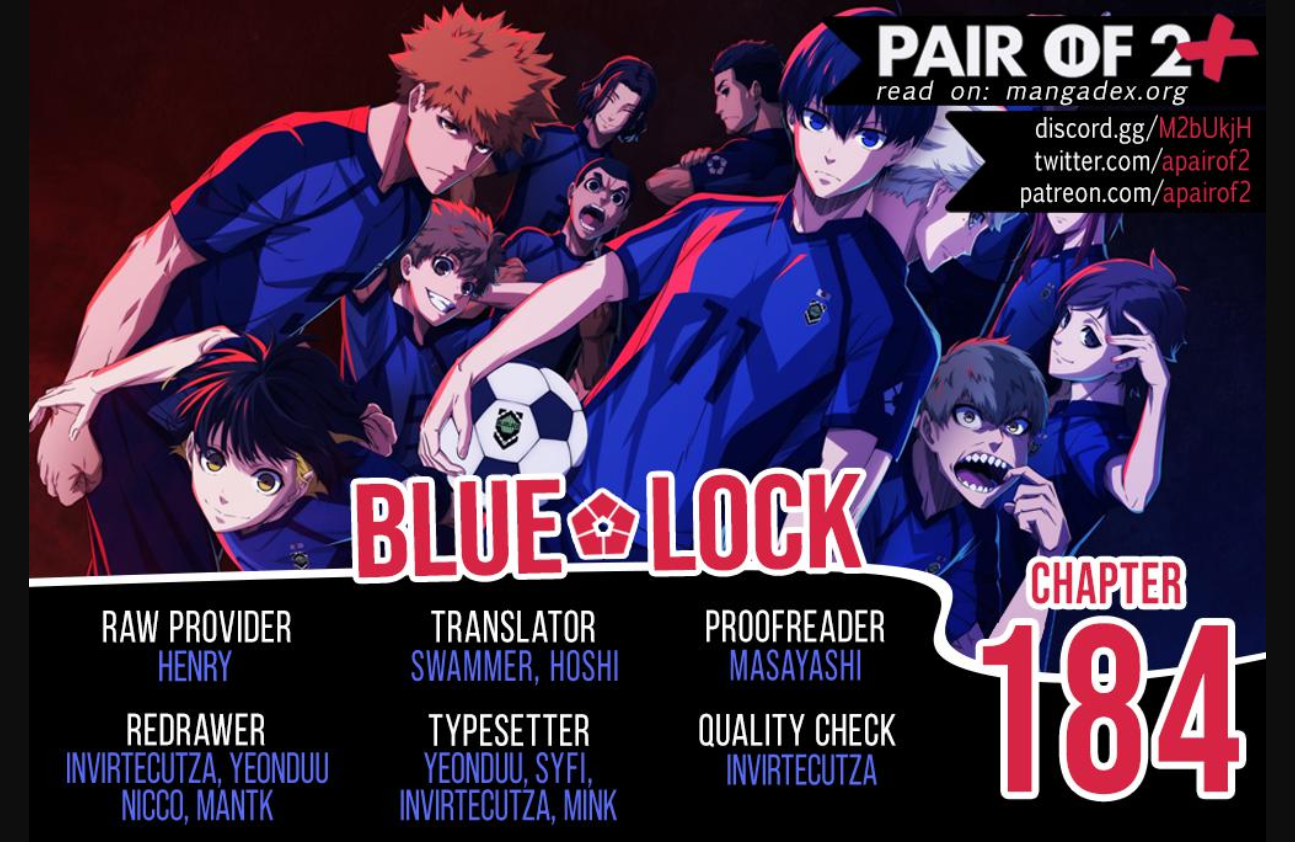 PAIR OF 2+
read on: mangadex.org
discord.gg/M2bUkjH
twitter.com/apairof2
patreon.com/apairof2
11
BLUE LOCK
CHAPTER
184
RAW PROVIDER
HENRY
TRANSLATOR
SWAMMER, HOSHI
PROOFREADER
MASAYASHI
REDRAWER
INVIRTECUTZA, YEONDUU
NICCO, MANTK
TYPESETTER
YEONDUU, SYFI,
INVIRTECUTZA, MINK
QUALITY CHECK
INVIRTECUTZA